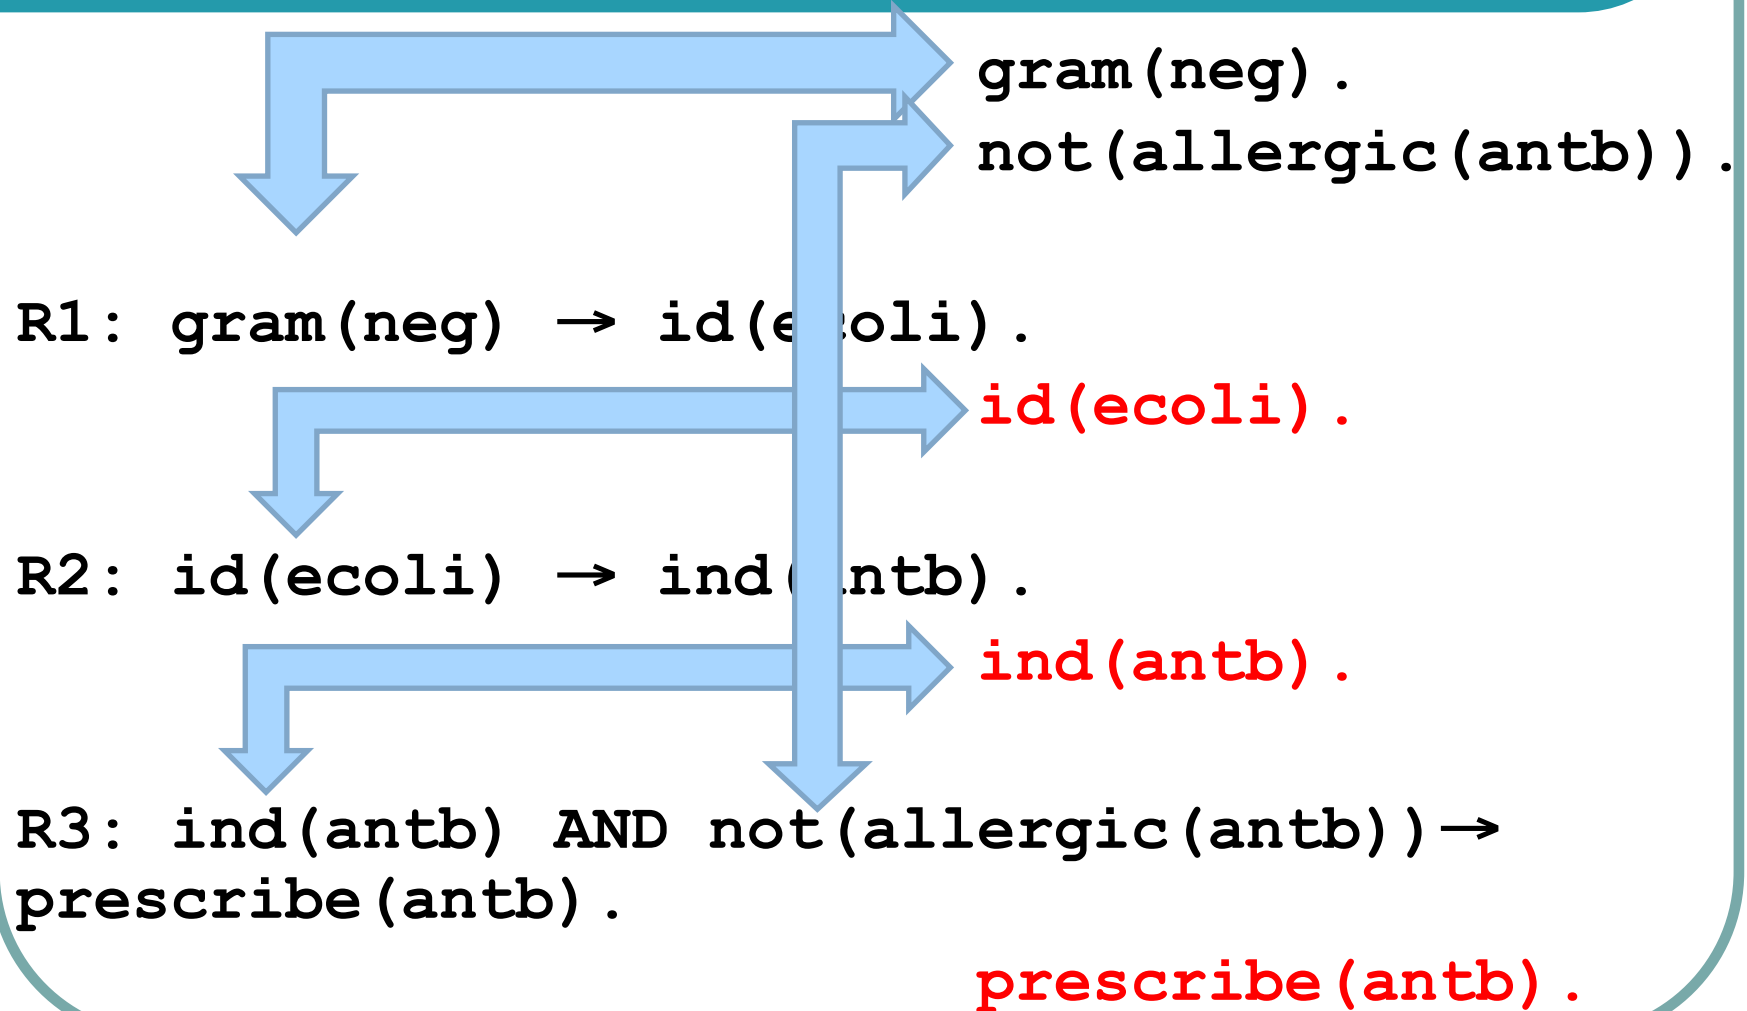 gram(neg).
not(allergic(antb)).
R1: gram(neg) → id(ecoli).
id(ecoli).
R2: id(ecoli) → ind(antb).
ind(antb).
R3: ind(antb) AND not(allergic(antb))→
prescribe(antb).
prescribe(antb).